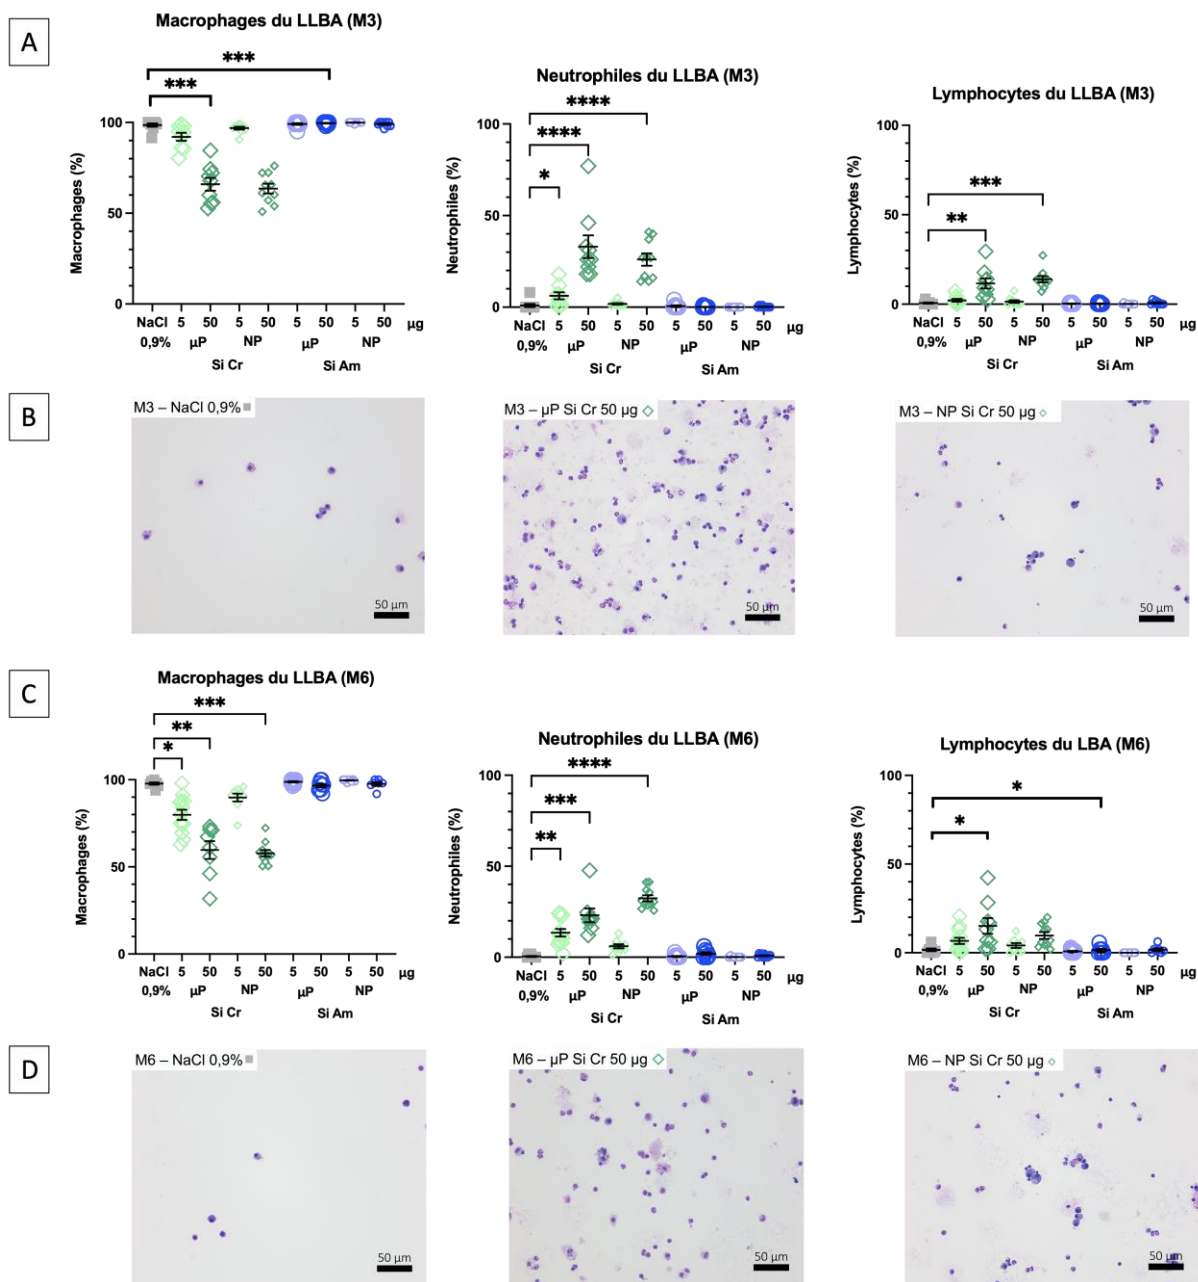 A
Macrophages du LLBA (M3)
***
***
Macrophages (%)
100
50
0
NaCl 5 50 5 50 5 50 5 50 µg
0,9% µP NP µP NP
Si Cr Si Am
Neutrophiles du LLBA (M3)
****
****
*
Neutrophiles (%)
100
50
0
NaCl 5 50 5 50 5 50 5 50 µg
0,9% µP NP µP NP
Si Cr Si Am
Lymphocytes du LLBA (M3)
***
**
Lymphocytes (%)
100
50
0
NaCl 5 50 5 50 5 50 5 50 µg
0,9% µP NP µP NP
Si Cr Si Am
B
M3 – NaCl 0,9%
50 µm
M3 – µP Si Cr 50 µg
50 µm
M3 – NP Si Cr 50 µg
50 µm
C
Macrophages du LLBA (M6)
***
**
*
Macrophages (%)
100
50
0
NaCl 5 50 5 50 5 50 5 50 µg
0,9% µP NP µP NP
Si Cr Si Am
Neutrophiles du LLBA (M6)
****
***
**
Neutrophiles (%)
100
50
0
NaCl 5 50 5 50 5 50 5 50 µg
0,9% µP NP µP NP
Si Cr Si Am
Lymphocytes du LBA (M6)
*
*
Lymphocytes (%)
100
50
0
NaCl 5 50 5 50 5 50 5 50 µg
0,9% µP NP µP NP
Si Cr Si Am
D
M6 – NaCl 0,9%
50 µm
M6 – µP Si Cr 50 µg
50 µm
M6 – NP Si Cr 50 µg
50 µm